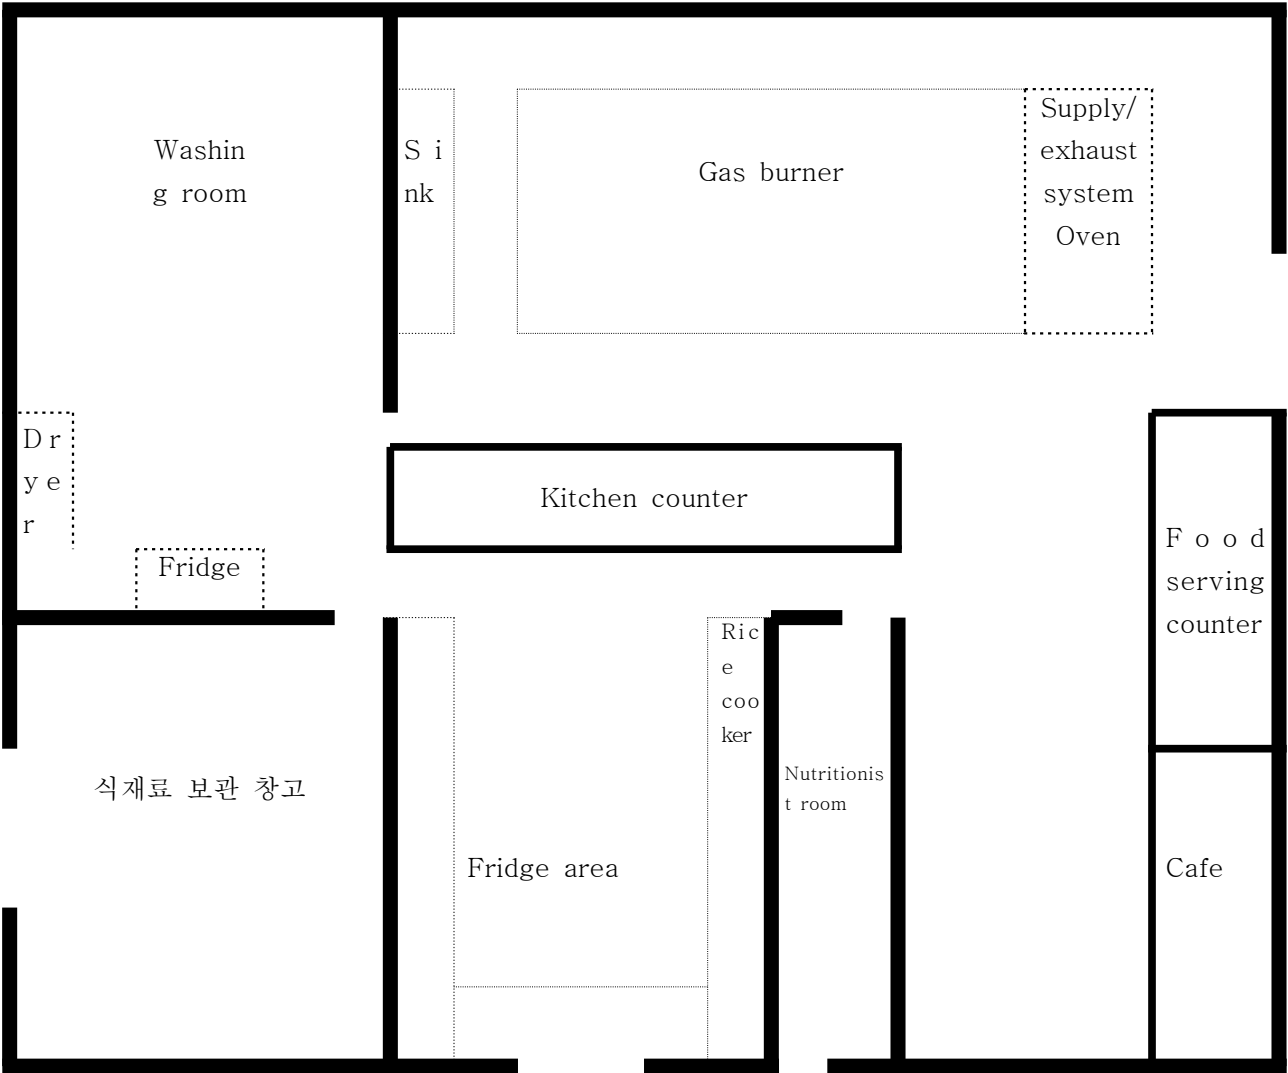 Washin
g room
S i
nk
Gas burner
Supply/
exhaust
system
Oven
D r
y e
r
Fridge
Kitchen counter
F o o d
serving
counter
Ric
e
coo
ker
식재료 보관 창고
Nutritionis
t room
Fridge area
Cafe